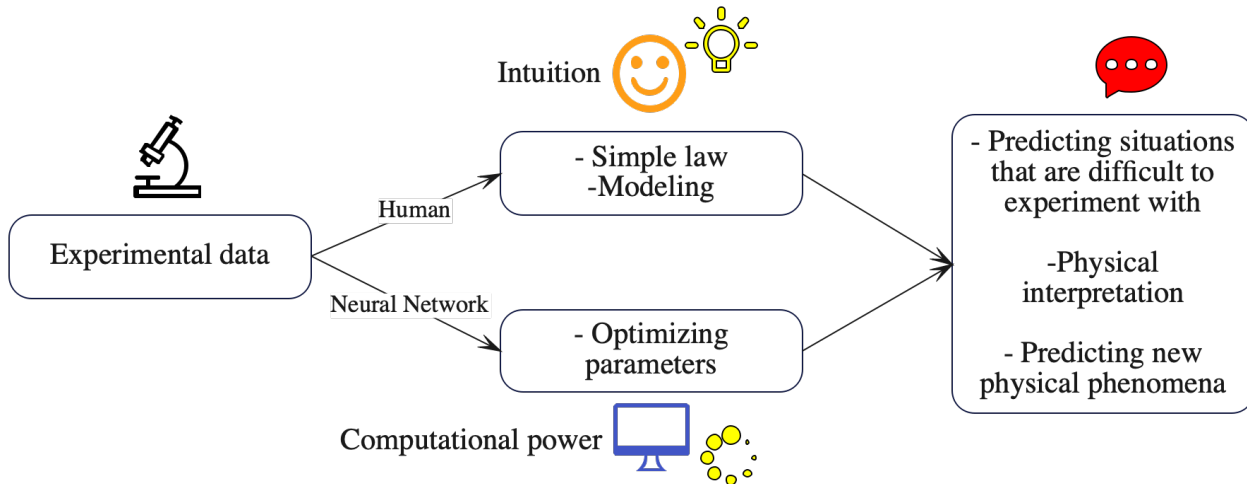 Intuition
- Simple law
-Modeling
Human
Experimental data
Neural Network
- Optimizing
parameters
Computational power
- Predicting situations
that are difficult to
experiment with
-Physical
interpretation
- Predicting new
physical phenomena